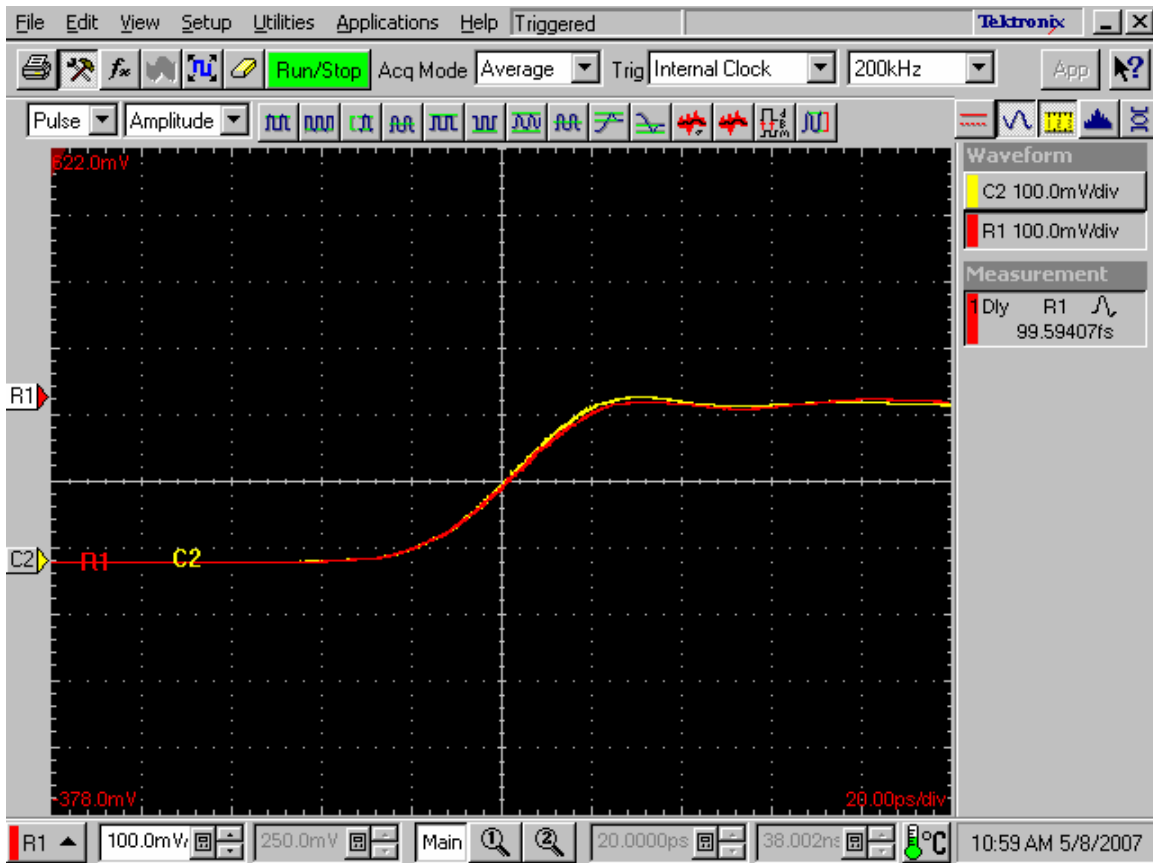 File Edit View Setup Utilities Applications Help Triggered Tektronix
Run/Stop Acq Mode Average Trig Internal Clock 200kHz App
Pulse Amplitude
Waveform
C2 100.0mV/div
R1 100.0mV/div
Measurement
1 Dly R1
99.59407fs
622.0mV
R1
C2
R1 C2
-378.0mV 20.00ps/div
R1 100.0mV/ 250.0mV Main 1 2 20.0000ps 38.002ns °C 10:59 AM 5/8/2007